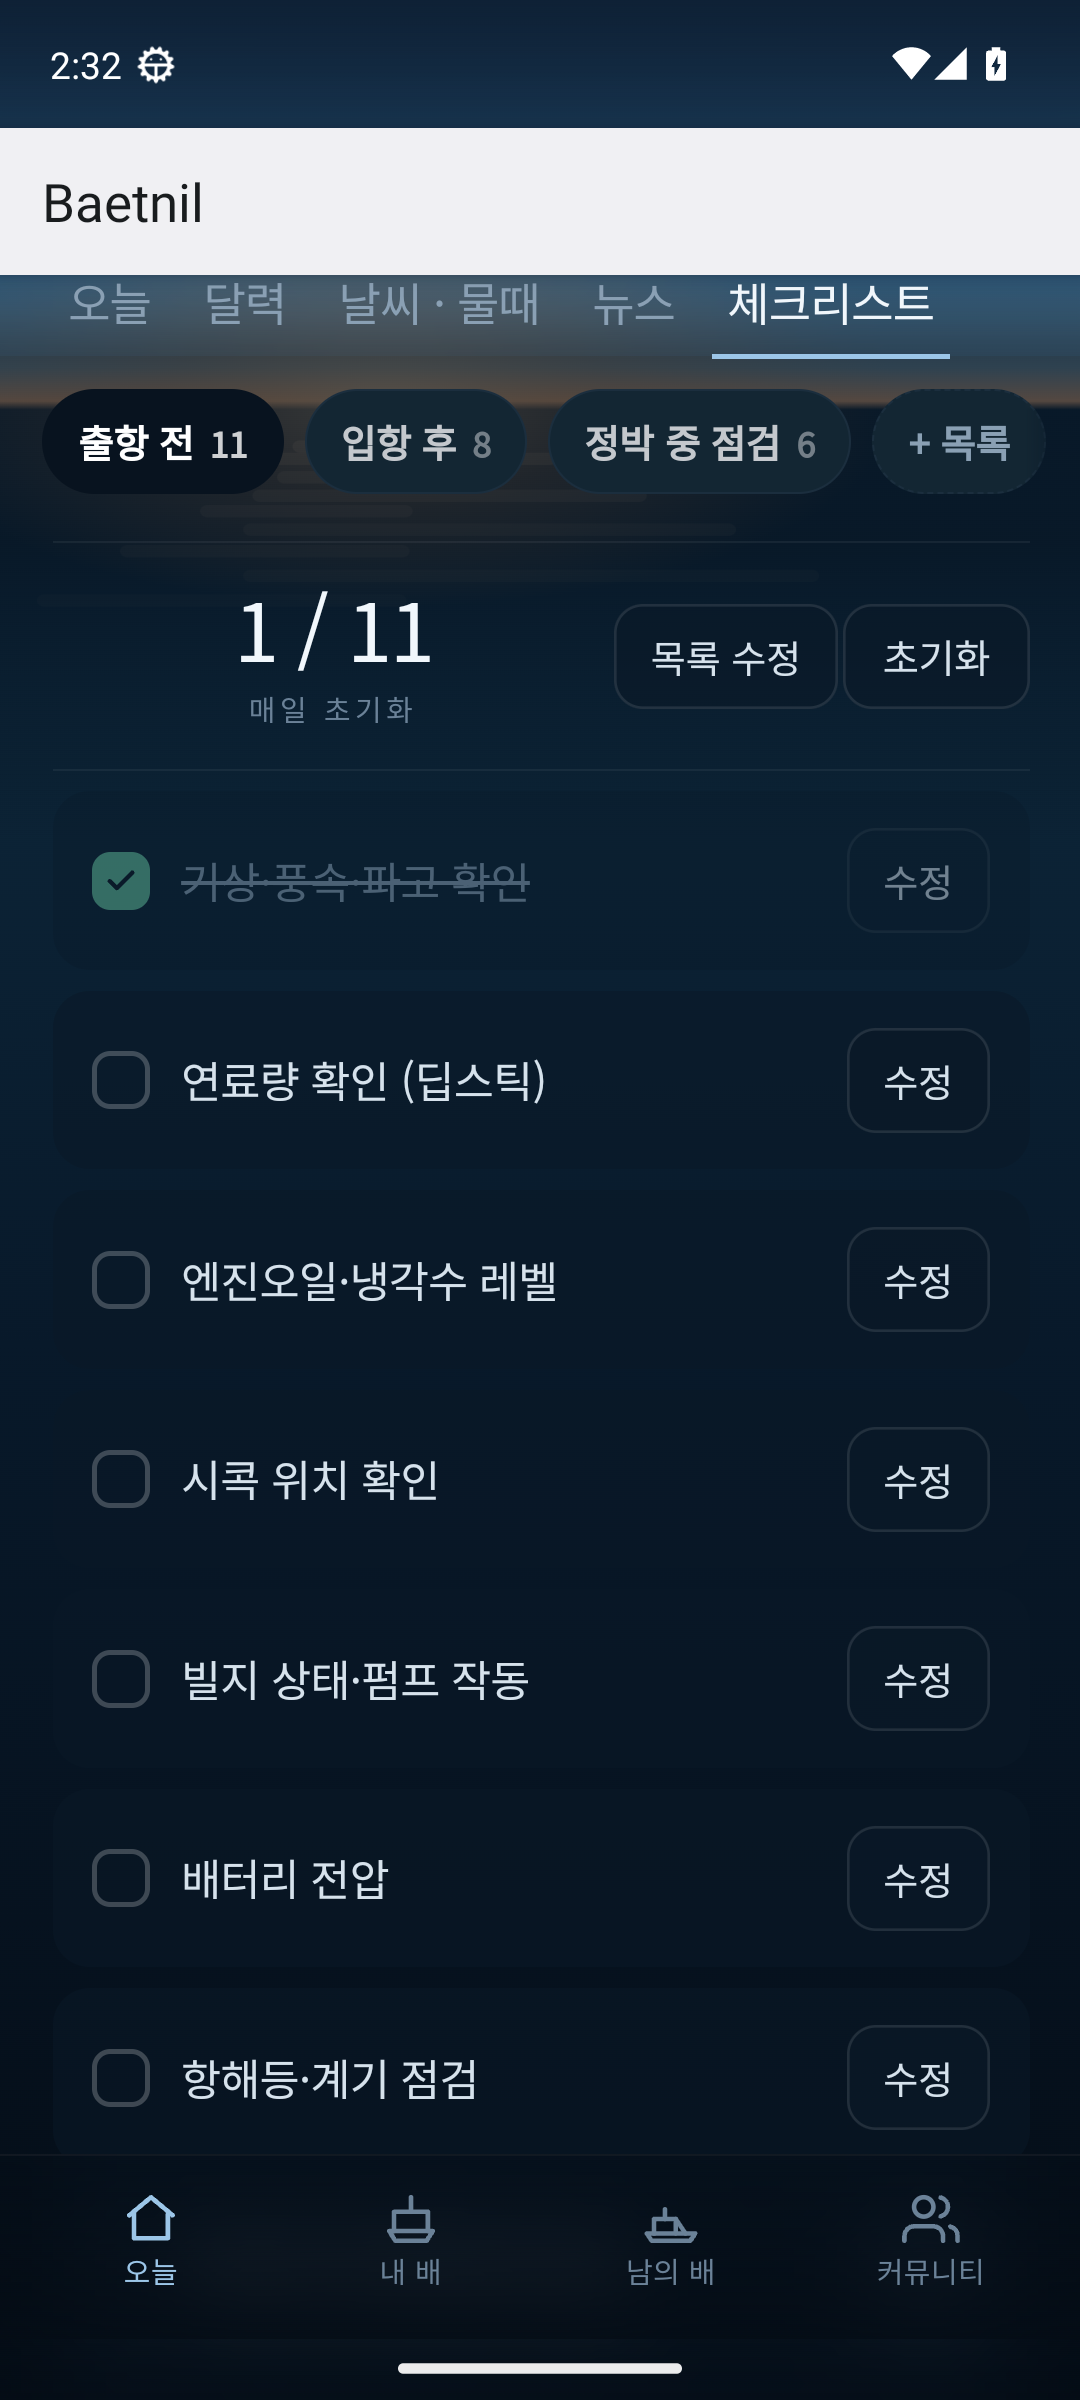 2:32
Baetnil
오늘 달력 날씨 · 물때 뉴스 체크리스트
출항 전 11 입항 후 8 정박 중 점검 6 + 목록
1 / 11
매일 초기화
목록 수정 초기화
기상·풍속·파고 확인 수정
연료량 확인 (딥스틱) 수정
엔진오일·냉각수 레벨 수정
시콕 위치 확인 수정
빌지 상태·펌프 작동 수정
배터리 전압 수정
항해등·계기 점검 수정
오늘 내 배 남의 배 커뮤니티